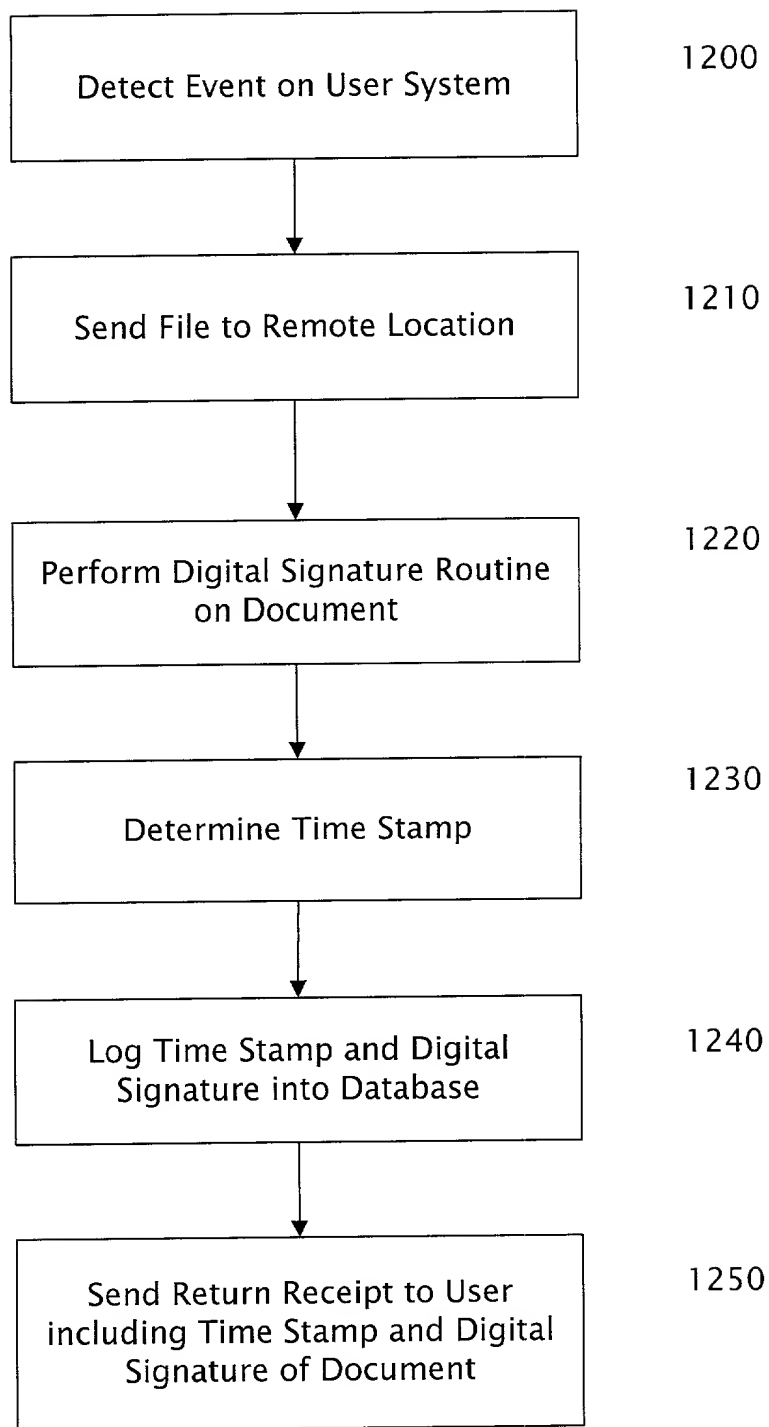 Detect Event on User System
1200
Send File to Remote Location
1210
Perform Digital Signature Routine
on Document
1220
Determine Time Stamp
1230
Log Time Stamp and Digital
Signature into Database
1240
Send Return Receipt to User
including Time Stamp and Digital
Signature of Document
1250